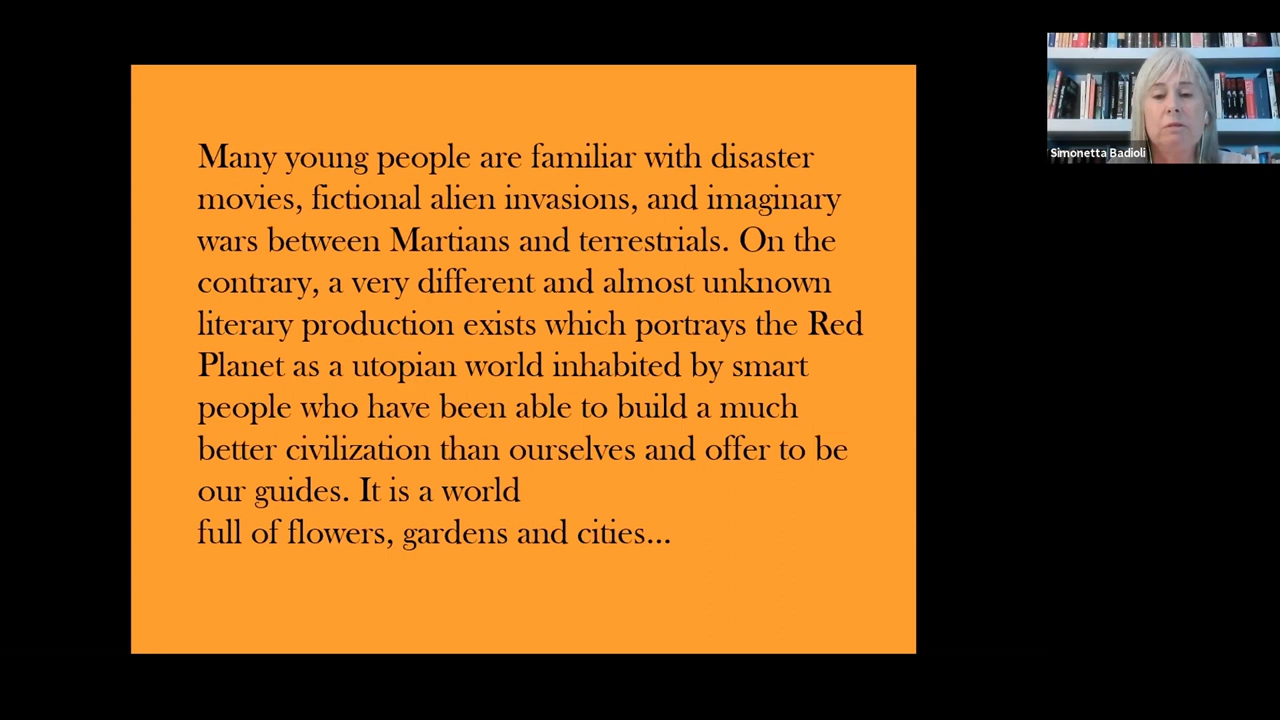 Many young people are familiar with disaster
movies, fictional alien invasions, and imaginary
wars between Martians and terrestrials. On the
contrary, a very different and almost unknown
literary production exists which portrays the Red
Planet as a utopian world inhabited by smart
people who have been able to build a much
better civilization than ourselves and offer to be
our guides. It is a world
full of flowers, gardens and cities...
Simonetta Badioli